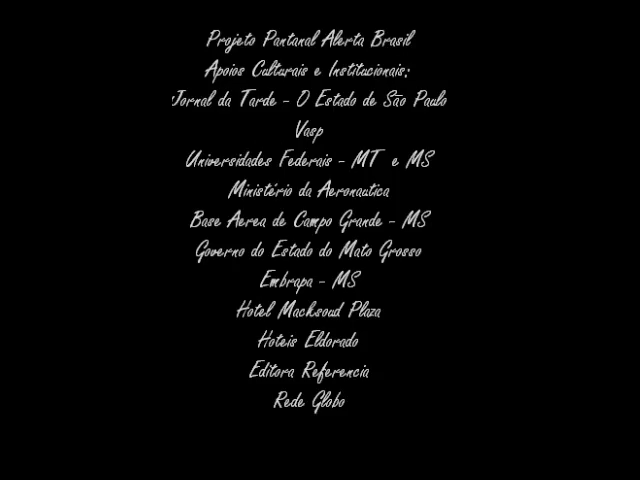 Projeto Pantanal Alerta Brasil
Apoios Culturais e Institucionais:
Jornal da Tarde - O Estado de São Paulo
Vasp
Universidades Federais - MT e MS
Ministério da Aeronautica
Base Aerea de Campo Grande - MS
Governo do Estado do Mato Grosso
Embrapa - MS
Hotel Macksoud Plaza
Hoteis Eldorado
Editora Referencia
Rede Globo